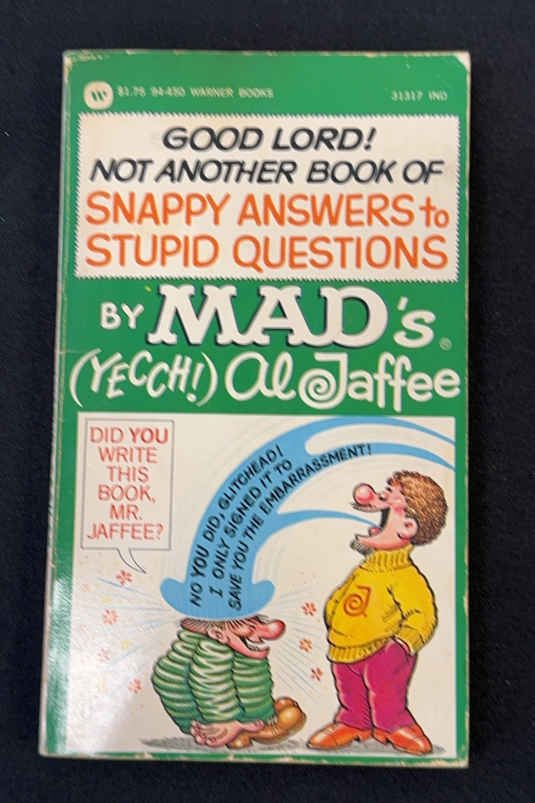 W $1.75 94-450 WARNER BOOKS 31317 IND
GOOD LORD!
NOT ANOTHER BOOK OF
SNAPPY ANSWERS to
STUPID QUESTIONS
BY MAD's®
(YECCH!) Al Jaffee
DID YOU
WRITE
THIS
BOOK,
MR.
JAFFEE?
NO YOU DID, GLITCHEAD!
I ONLY SIGNED IT TO
SAVE YOU THE EMBARRASSMENT!
J